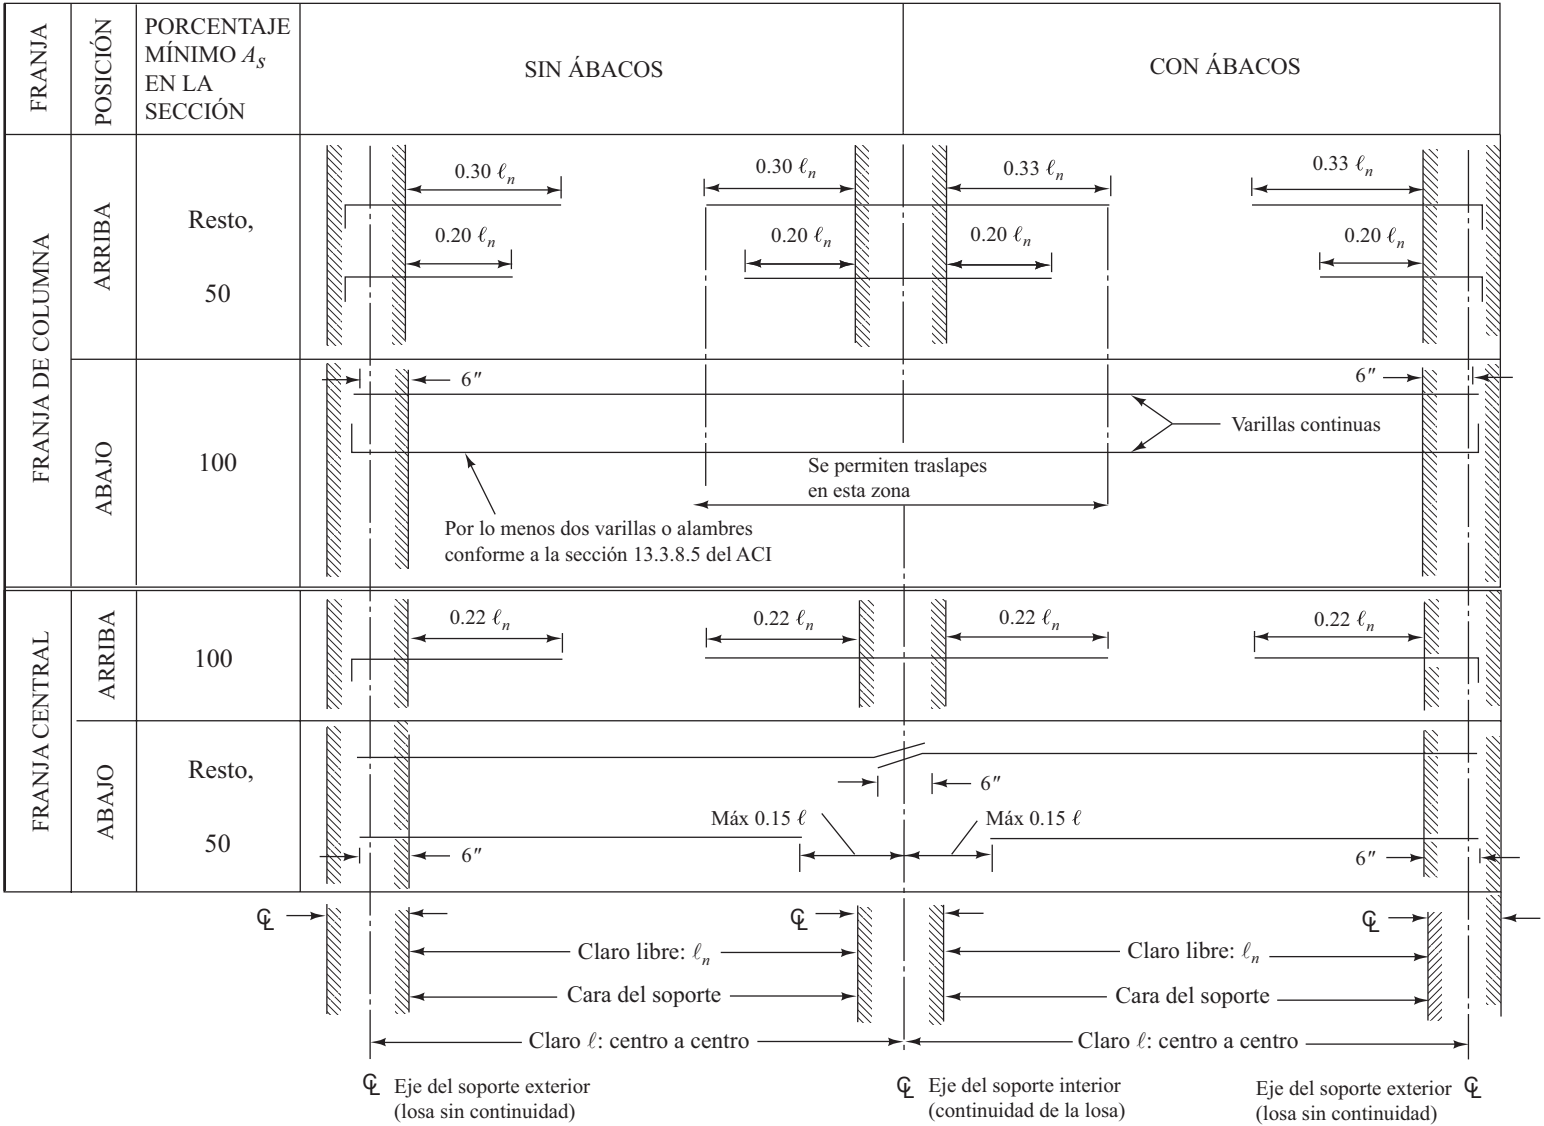 FRANJA
POSICIÓN
PORCENTAJE
MÍNIMO As
EN LA
SECCIÓN
SIN ÁBACOS
CON ÁBACOS
FRANJA DE COLUMNA
ARRIBA
Resto,
50
0.30 ℓn
0.30 ℓn
0.33 ℓn
0.33 ℓn
0.20 ℓn
0.20 ℓn
0.20 ℓn
0.20 ℓn
ABAJO
100
6″
6″
Varillas continuas
Se permiten traslapes
en esta zona
Por lo menos dos varillas o alambres
conforme a la sección 13.3.8.5 del ACI
FRANJA CENTRAL
ARRIBA
100
0.22 ℓn
0.22 ℓn
0.22 ℓn
0.22 ℓn
ABAJO
Resto,
50
6″
Máx 0.15 ℓ
Máx 0.15 ℓ
6″
6″
℄
℄
℄
Claro libre: ℓn
Claro libre: ℓn
Cara del soporte
Cara del soporte
Claro ℓ: centro a centro
Claro ℓ: centro a centro
℄ Eje del soporte exterior
(losa sin continuidad)
℄ Eje del soporte interior
(continuidad de la losa)
Eje del soporte exterior ℄
(losa sin continuidad)